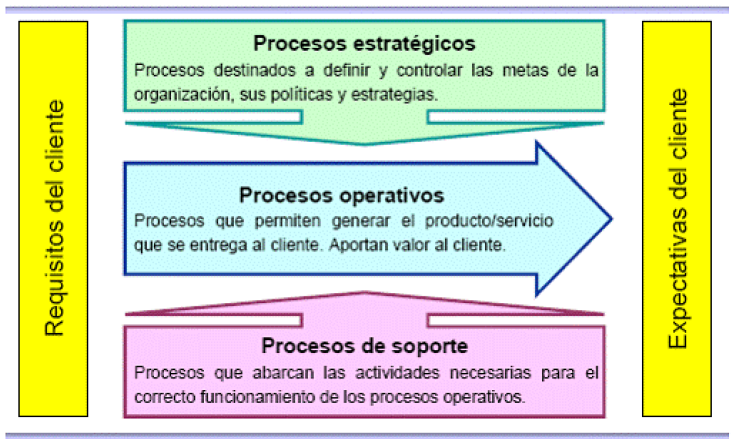 Requisitos del cliente
Procesos estratégicos
Procesos destinados a definir y controlar las metas de la
organización, sus políticas y estrategias.
Procesos operativos
Procesos que permiten generar el producto/servicio
que se entrega al cliente. Aportan valor al cliente.
Procesos de soporte
Procesos que abarcan las actividades necesarias para el
correcto funcionamiento de los procesos operativos.
Expectativas del cliente